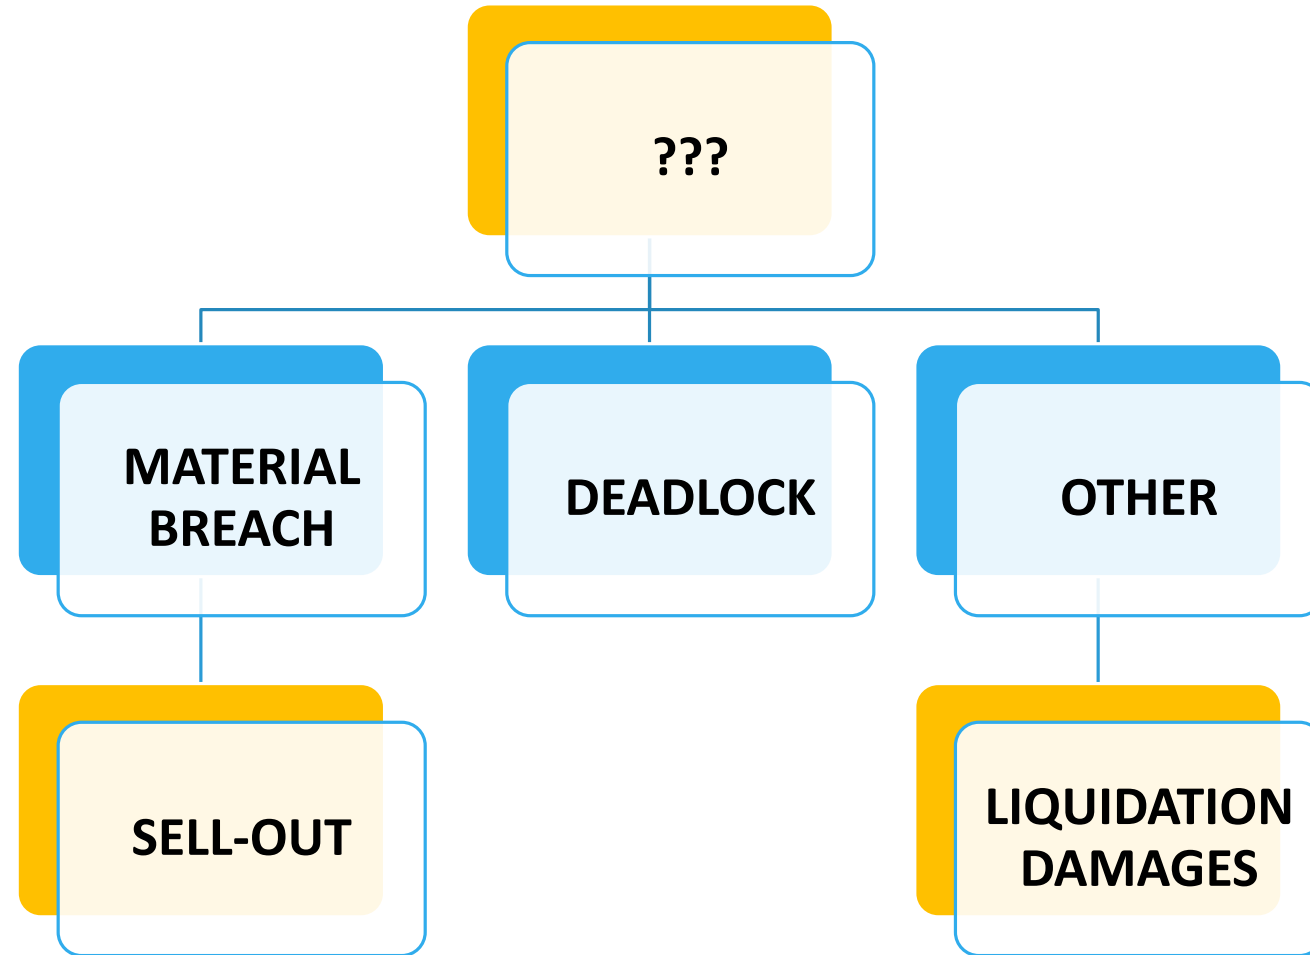 ???
MATERIAL
BREACH
DEADLOCK
OTHER
SELL-OUT
LIQUIDATION
DAMAGES